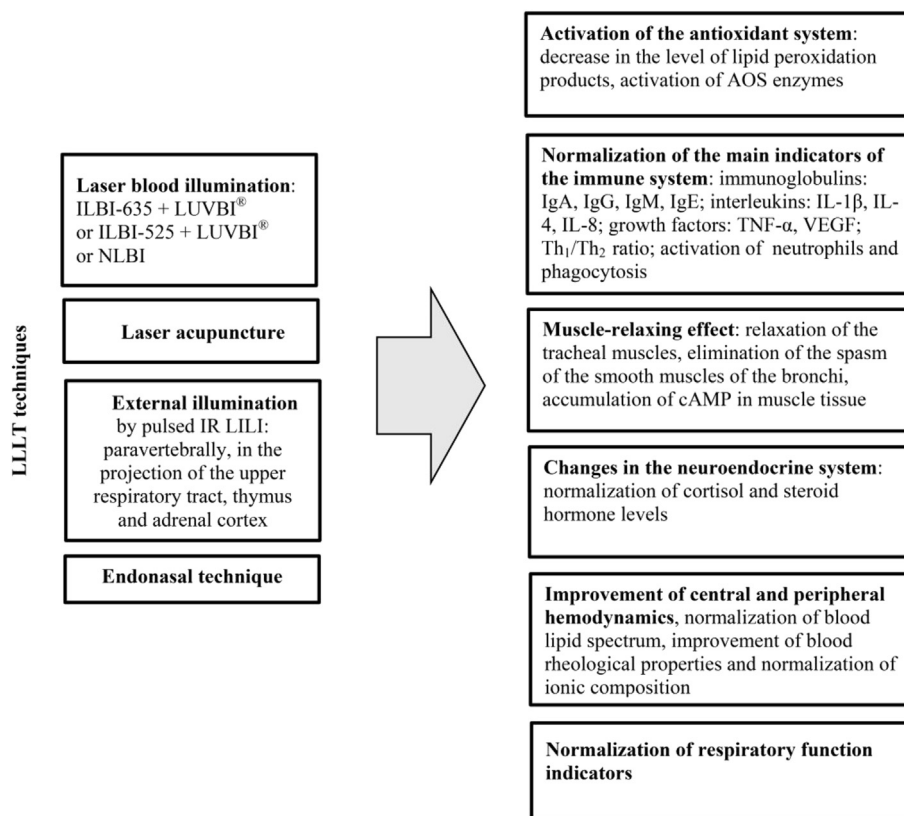 LLLT techniques
Laser blood illumination:
ILBI-635 + LUVBI®
or ILBI-525 + LUVBI®
or NLBI
Laser acupuncture
External illumination
by pulsed IR LILI:
paravertebrally, in the
projection of the upper
respiratory tract, thymus
and adrenal cortex
Endonasal technique
Activation of the antioxidant system:
decrease in the level of lipid peroxidation
products, activation of AOS enzymes
Normalization of the main indicators of
the immune system: immunoglobulins:
IgA, IgG, IgM, IgE; interleukins: IL-1β, IL-
4, IL-8; growth factors: TNF-α, VEGF;
Th₁/Th₂ ratio; activation of neutrophils and
phagocytosis
Muscle-relaxing effect: relaxation of the
tracheal muscles, elimination of the spasm
of the smooth muscles of the bronchi,
accumulation of cAMP in muscle tissue
Changes in the neuroendocrine system:
normalization of cortisol and steroid
hormone levels
Improvement of central and peripheral
hemodynamics, normalization of blood
lipid spectrum, improvement of blood
rheological properties and normalization of
ionic composition
Normalization of respiratory function
indicators